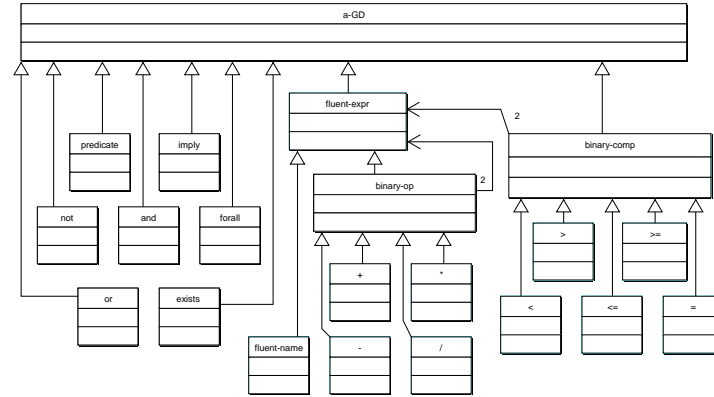 a-GD
fluent-expr
2
predicate
imply
binary-comp
2
binary-op
not
and
forall
>
>=
+
*
or
exists
<
<=
=
fluent-name
-
/